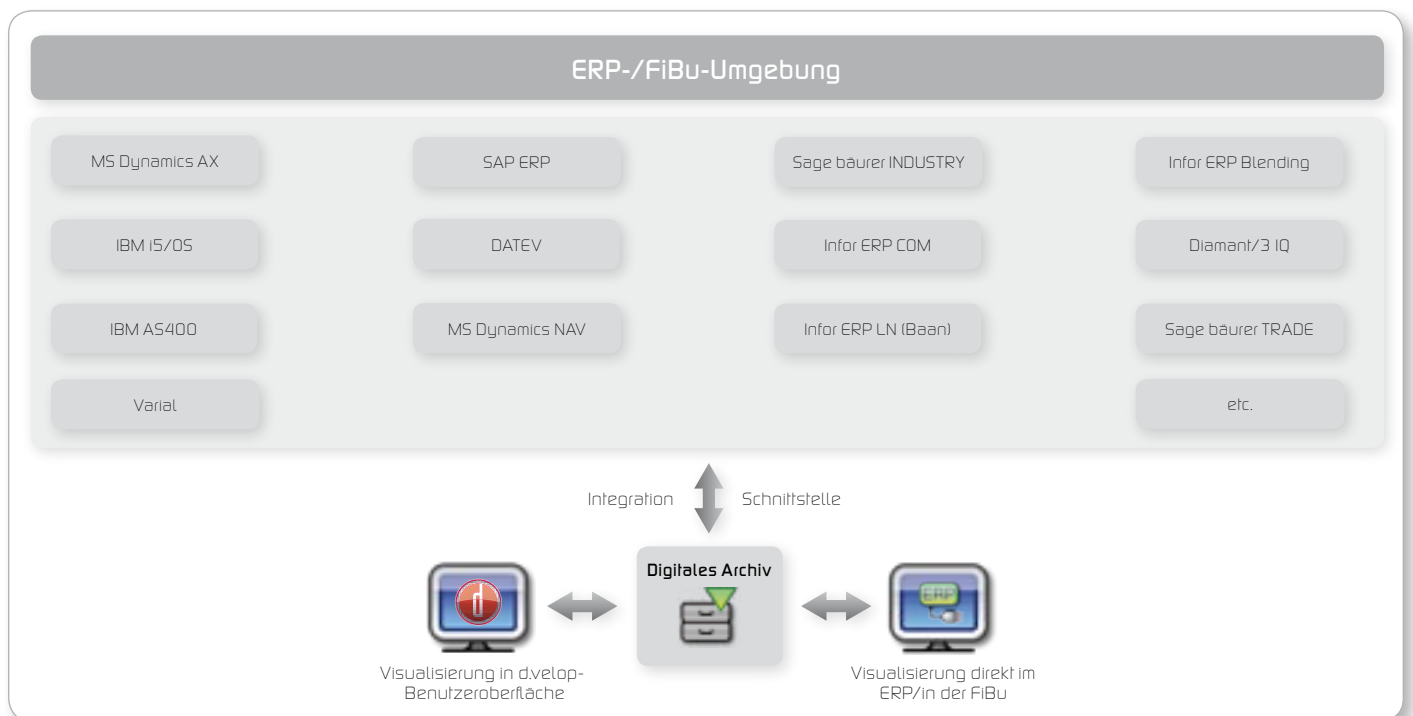 ERP-/FiBu-Umgebung
MS Dynamics AX
SAP ERP
Sage bäurer INDUSTRY
Infor ERP Blending
IBM i5/OS
DATEV
Infor ERP COM
Diamant/3 IQ
IBM AS400
MS Dynamics NAV
Infor ERP LN (Baan)
Sage bäurer TRADE
Varial
etc.
Integration
Schnittstelle
Digitales Archiv
d
ERP
Visualisierung in d.velop-
Benutzeroberfläche
Visualisierung direkt im
ERP/in der FiBu